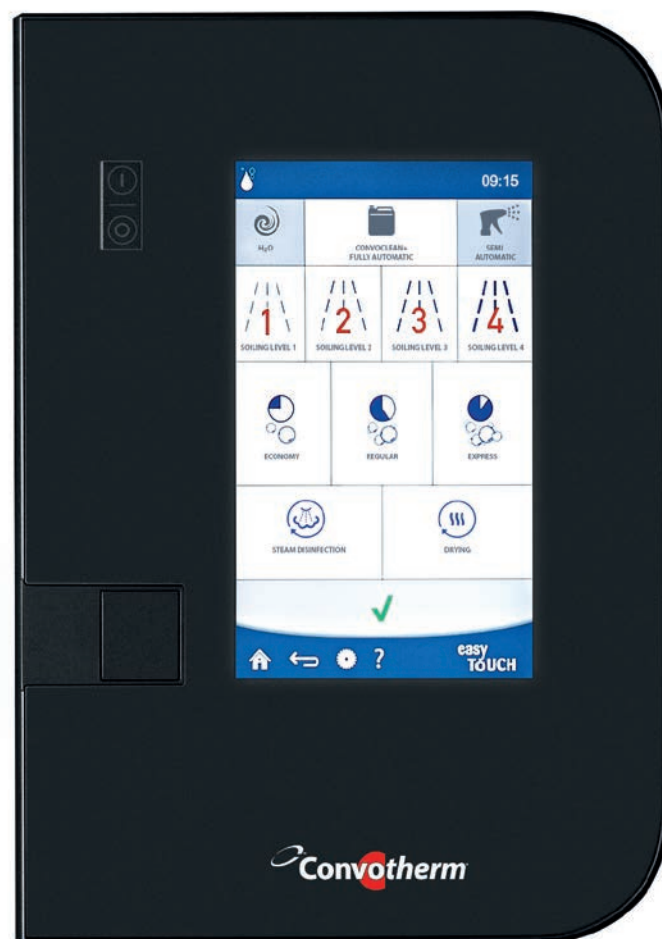 09:15
H₂O
CONVOCLEAN+
FULLY AUTOMATIC
SEMI
AUTOMATIC
1
2
3
4
SOILING LEVEL 1
SOILING LEVEL 2
SOILING LEVEL 3
SOILING LEVEL 4
ECONOMY
REGULAR
EXPRESS
STEAM DISINFECTION
DRYING
?
easy
TOUCH
Convotherm